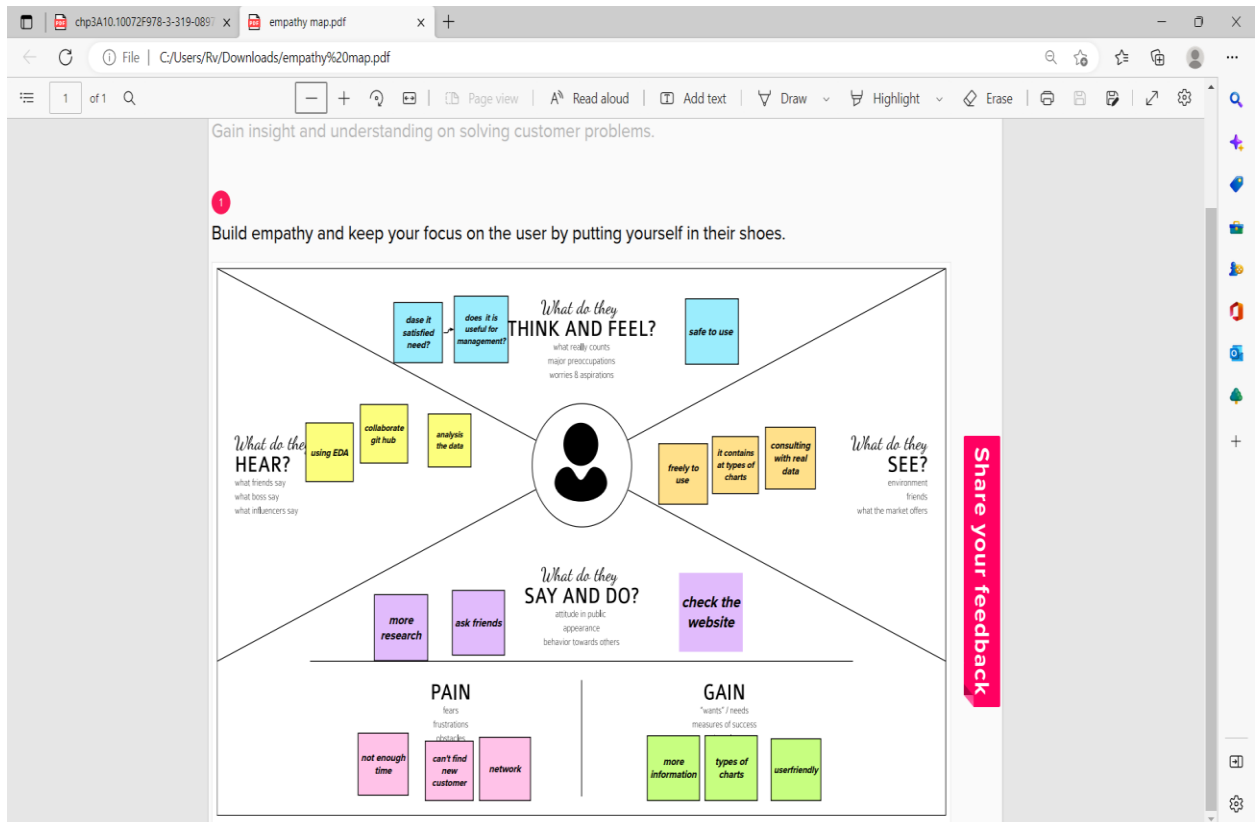 chp3A10.10072F978-3-319-0897
empathy map.pdf
File
C:/Users/Rv/Downloads/empathy%20map.pdf
1 of 1
Page view
Read aloud
Add text
Draw
Highlight
Erase
Gain insight and understanding on solving customer problems.
1
Build empathy and keep your focus on the user by putting yourself in their shoes.
What do they
THINK AND FEEL?
what really counts
major preoccupations
worries & aspirations
dase it
satisfied
need?
does it is
useful for
management?
safe to use
What do they
HEAR?
what friends say
what boss say
what influencers say
using EDA
collaborate
git hub
analysis
the data
freely to
use
it contains
at types of
charts
consulting
with real
data
What do they
SEE?
environment
friends
what the market offers
What do they
SAY AND DO?
attitude in public
appearance
behavior towards others
more
research
ask friends
check the
website
PAIN
fears
frustrations
obstacles
not enough
time
can't find
new
customer
network
GAIN
"wants" / needs
measures of success
more
information
types of
charts
userfriendly
Share your feedback